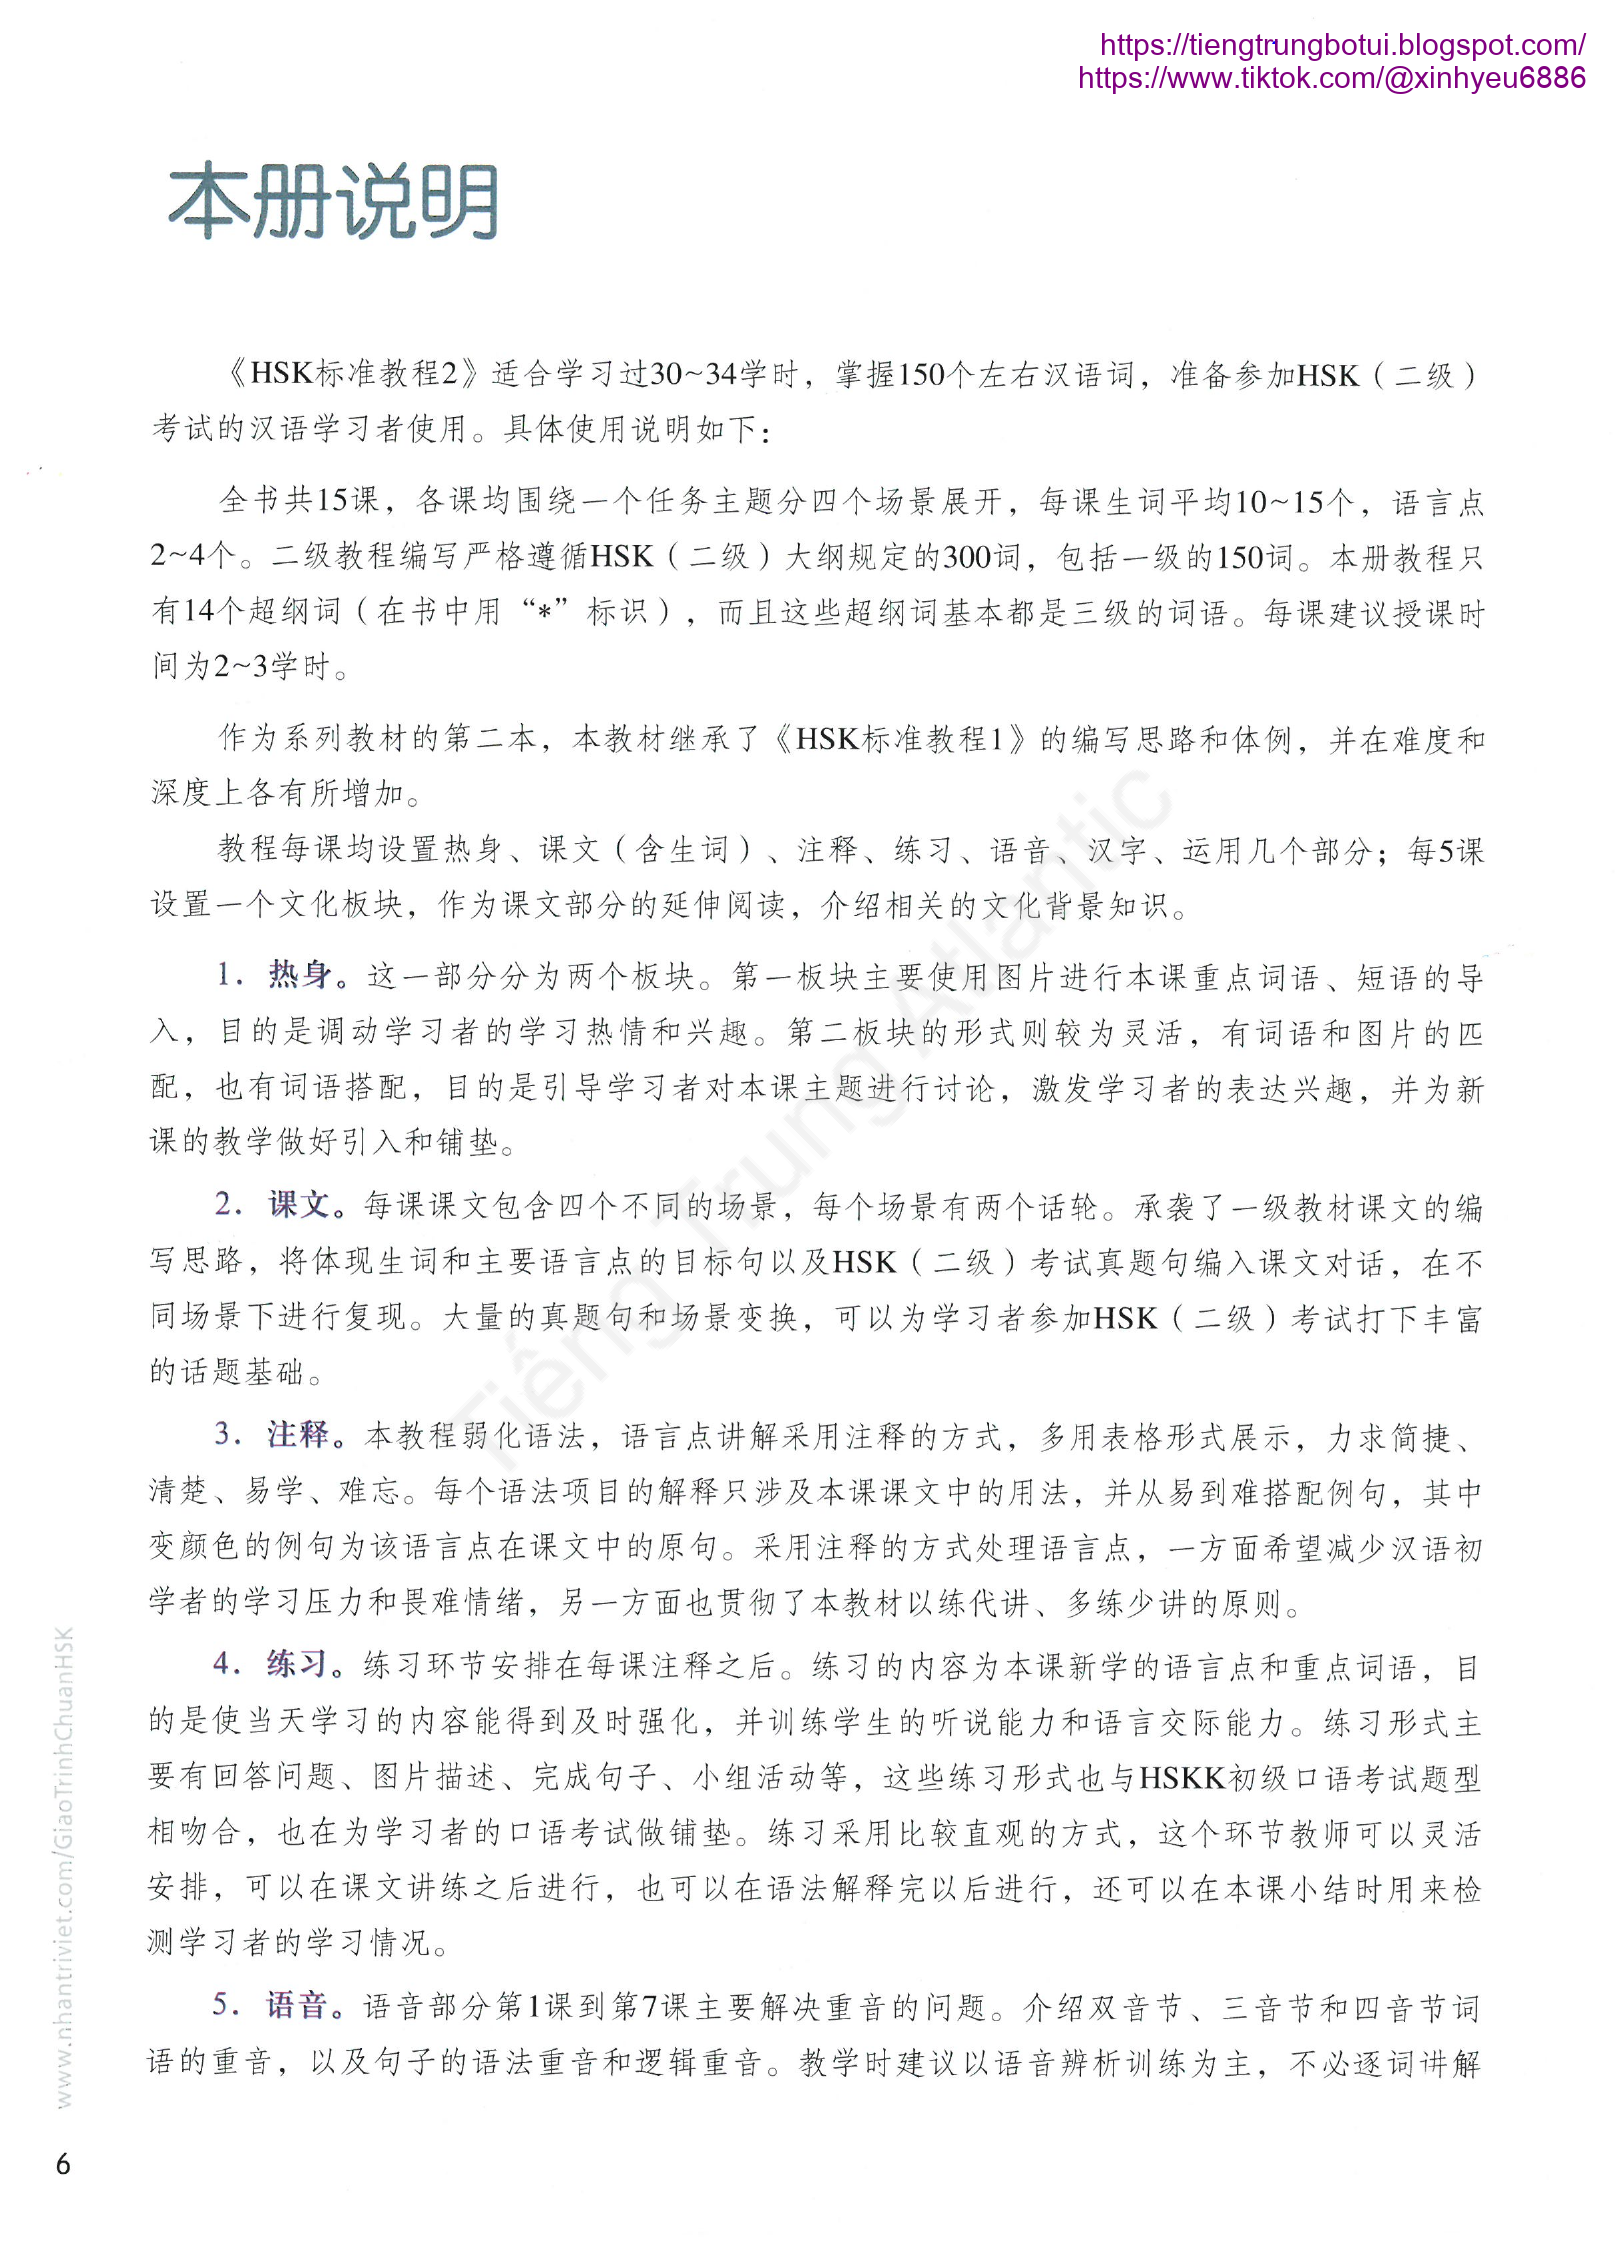 https://tiengtrungbotui.blogspot.com/
https://www.tiktok.com/@xinhyeu6886
本册说明
《HSK标准教程2》适合学习过30~34学时，掌握150个左右汉语词，准备参加HSK（二级）
考试的汉语学习者使用。具体使用说明如下：
全书共15课，各课均围绕一个任务主题分四个场景展开，每课生词平均10~15个，语言点
2~4个。二级教程编写严格遵循HSK（二级）大纲规定的300词，包括一级的150词。本册教程只
有14个超纲词（在书中用“*”标识），而且这些超纲词基本都是三级的词语。每课建议授课时
间为2~3学时。
作为系列教材的第二本，本教材继承了《HSK标准教程1》的编写思路和体例，并在难度和
深度上各有所增加。
教程每课均设置热身、课文（含生词）、注释、练习、语音、汉字、运用几个部分；每5课
设置一个文化板块，作为课文部分的延伸阅读，介绍相关的文化背景知识。
1. 热身。这一部分分为两个板块。第一板块主要使用图片进行本课重点词语、短语的导
入，目的是调动学习者的学习热情和兴趣。第二板块的形式则较为灵活，有词语和图片的匹
配，也有词语搭配，目的是引导学习者对本课主题进行讨论，激发学习者的表达兴趣，并为新
课的教学做好引入和铺垫。
2. 课文。每课课文包含四个不同的场景，每个场景有两个话轮。承袭了一级教材课文的编
写思路，将体现生词和主要语言点的目标句以及HSK（二级）考试真题句编入课文对话，在不
同场景下进行复现。大量的真题句和场景变换，可以为学习者参加HSK（二级）考试打下丰富
的话题基础。
3. 注释。本教程弱化语法，语言点讲解采用注释的方式，多用表格形式展示，力求简捷、
清楚、易学、难忘。每个语法项目的解释只涉及本课课文中的用法，并从易到难搭配例句，其中
变颜色的例句为该语言点在课文中的原句。采用注释的方式处理语言点，一方面希望减少汉语初
学者的学习压力和畏难情绪，另一方面也贯彻了本教材以练代讲、多练少讲的原则。
4. 练习。练习环节安排在每课注释之后。练习的内容为本课新学的语言点和重点词语，目
的是使当天学习的内容能得到及时强化，并训练学生的听说能力和语言交际能力。练习形式主
要有回答问题、图片描述、完成句子、小组活动等，这些练习形式也与HSKK初级口语考试题型
相吻合，也在为学习者的口语考试做铺垫。练习采用比较直观的方式，这个环节教师可以灵活
安排，可以在课文讲练之后进行，也可以在语法解释完以后进行，还可以在本课小结时用来检
测学习者的学习情况。
5. 语音。语音部分第1课到第7课主要解决重音的问题。介绍双音节、三音节和四音节词
语的重音，以及句子的语法重音和逻辑重音。教学时建议以语音辨析训练为主，不必逐词讲解
Tiếng Trung Atlantic
www.nhantriviet.com/GiaoTrinhChuanHSK
6